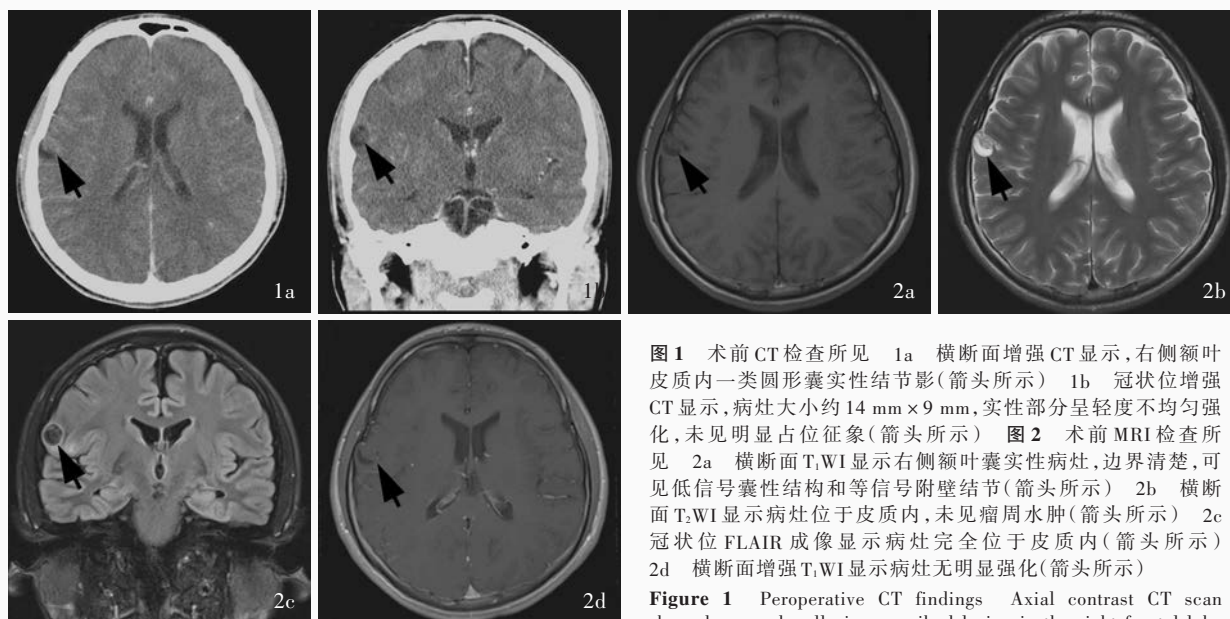 1a
1b
2a
2b
2c
2d
图1 术前CT检查所见 1a 横断面增强CT显示,右侧额叶
皮质内一类圆形囊实性结节影(箭头所示) 1b 冠状位增强
CT显示,病灶大小约14 mm×9 mm,实性部分呈轻度不均匀强
化,未见明显占位征象(箭头所示) 图2 术前MRI检查所
见 2a 横断面T₁WI显示右侧额叶囊实性病灶,边界清楚,可
见低信号囊性结构和等信号附壁结节(箭头所示) 2b 横断
面T₂WI显示病灶位于皮质内,未见瘤周水肿(箭头所示) 2c
冠状位FLAIR成像显示病灶完全位于皮质内(箭头所示)
2d 横断面增强T₁WI显示病灶无明显强化(箭头所示)
Figure 1 Peroperative CT findings Axial contrast CT scan